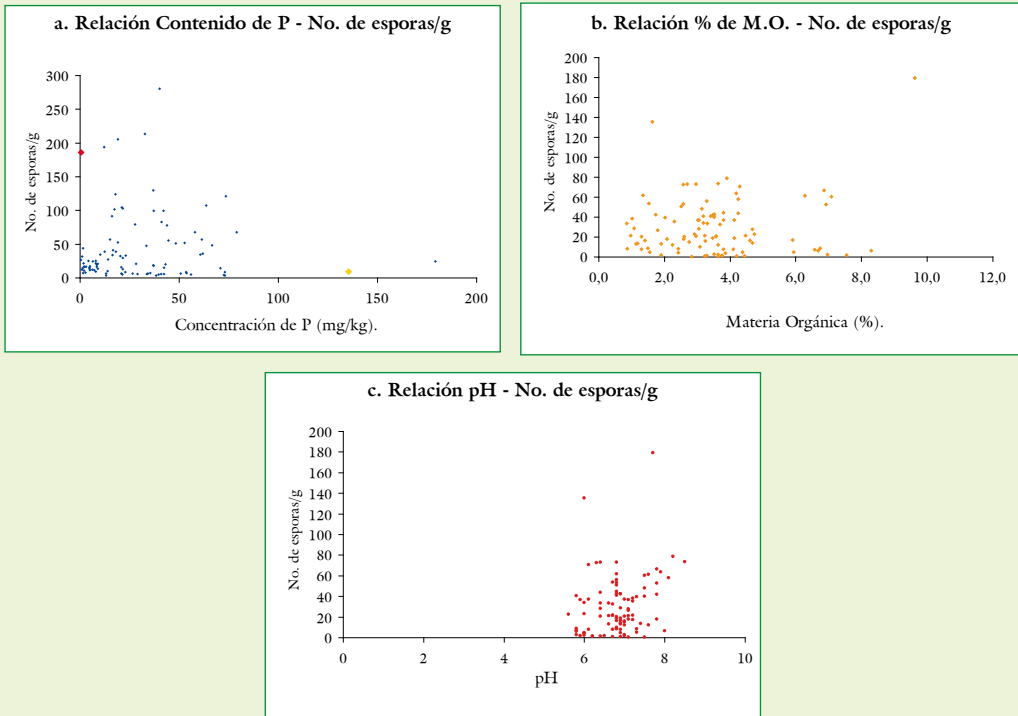 a. Relación Contenido de P - No. de esporas/g
No. de esporas/g
300
250
200
150
100
50
0
0 50 100 150 200
Concentración de P (mg/kg).
b. Relación % de M.O. - No. de esporas/g
No. de esporas/g
200
180
160
140
120
100
80
60
40
20
0
0,0 2,0 4,0 6,0 8,0 10,0 12,0
Materia Orgánica (%).
c. Relación pH - No. de esporas/g
No. de esporas/g
200
180
160
140
120
100
80
60
40
20
0
0 2 4 6 8 10
pH